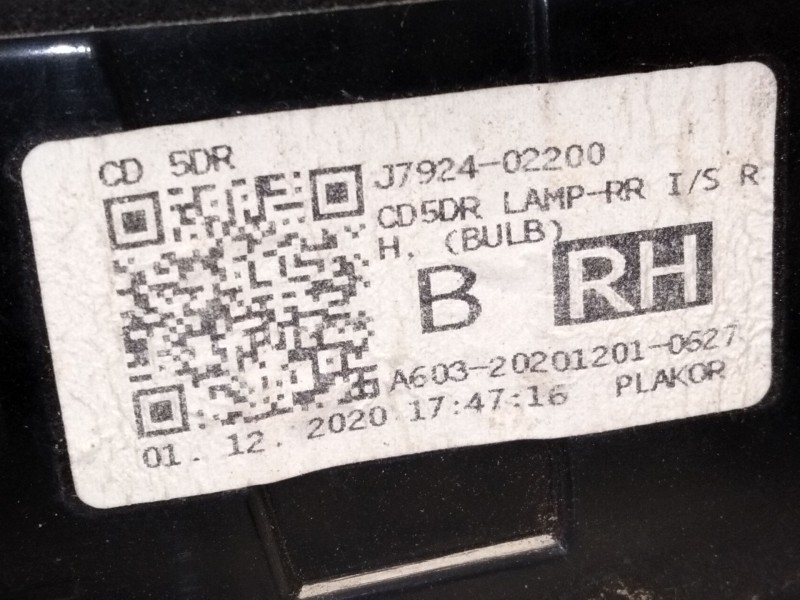 CD 5DR
J7924-02200
CD5DR LAMP-RR I/S R
H. (BULB)
B RH
A603-20201201-0627
01. 12. 2020 17:47:16 PLAKOR